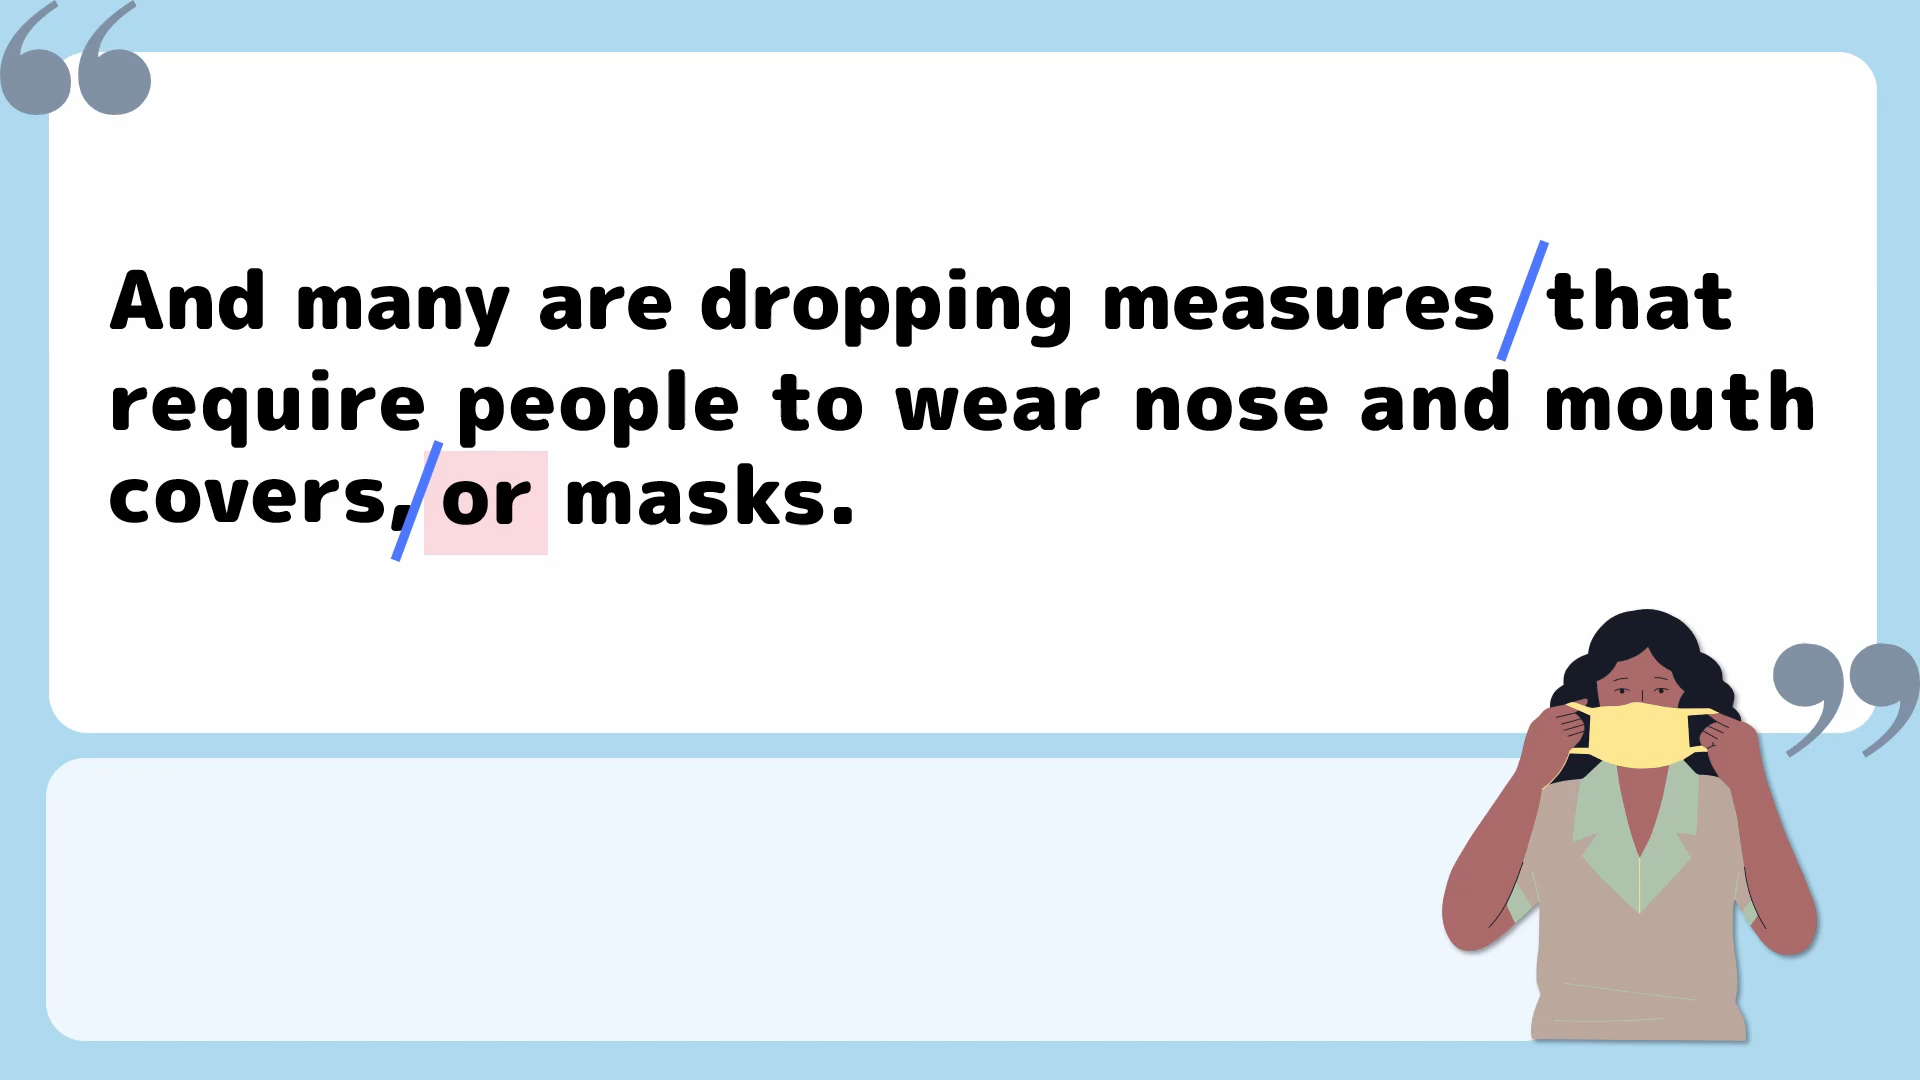 “
And many are dropping measures/that
require people to wear nose and mouth
covers,/or masks.
”